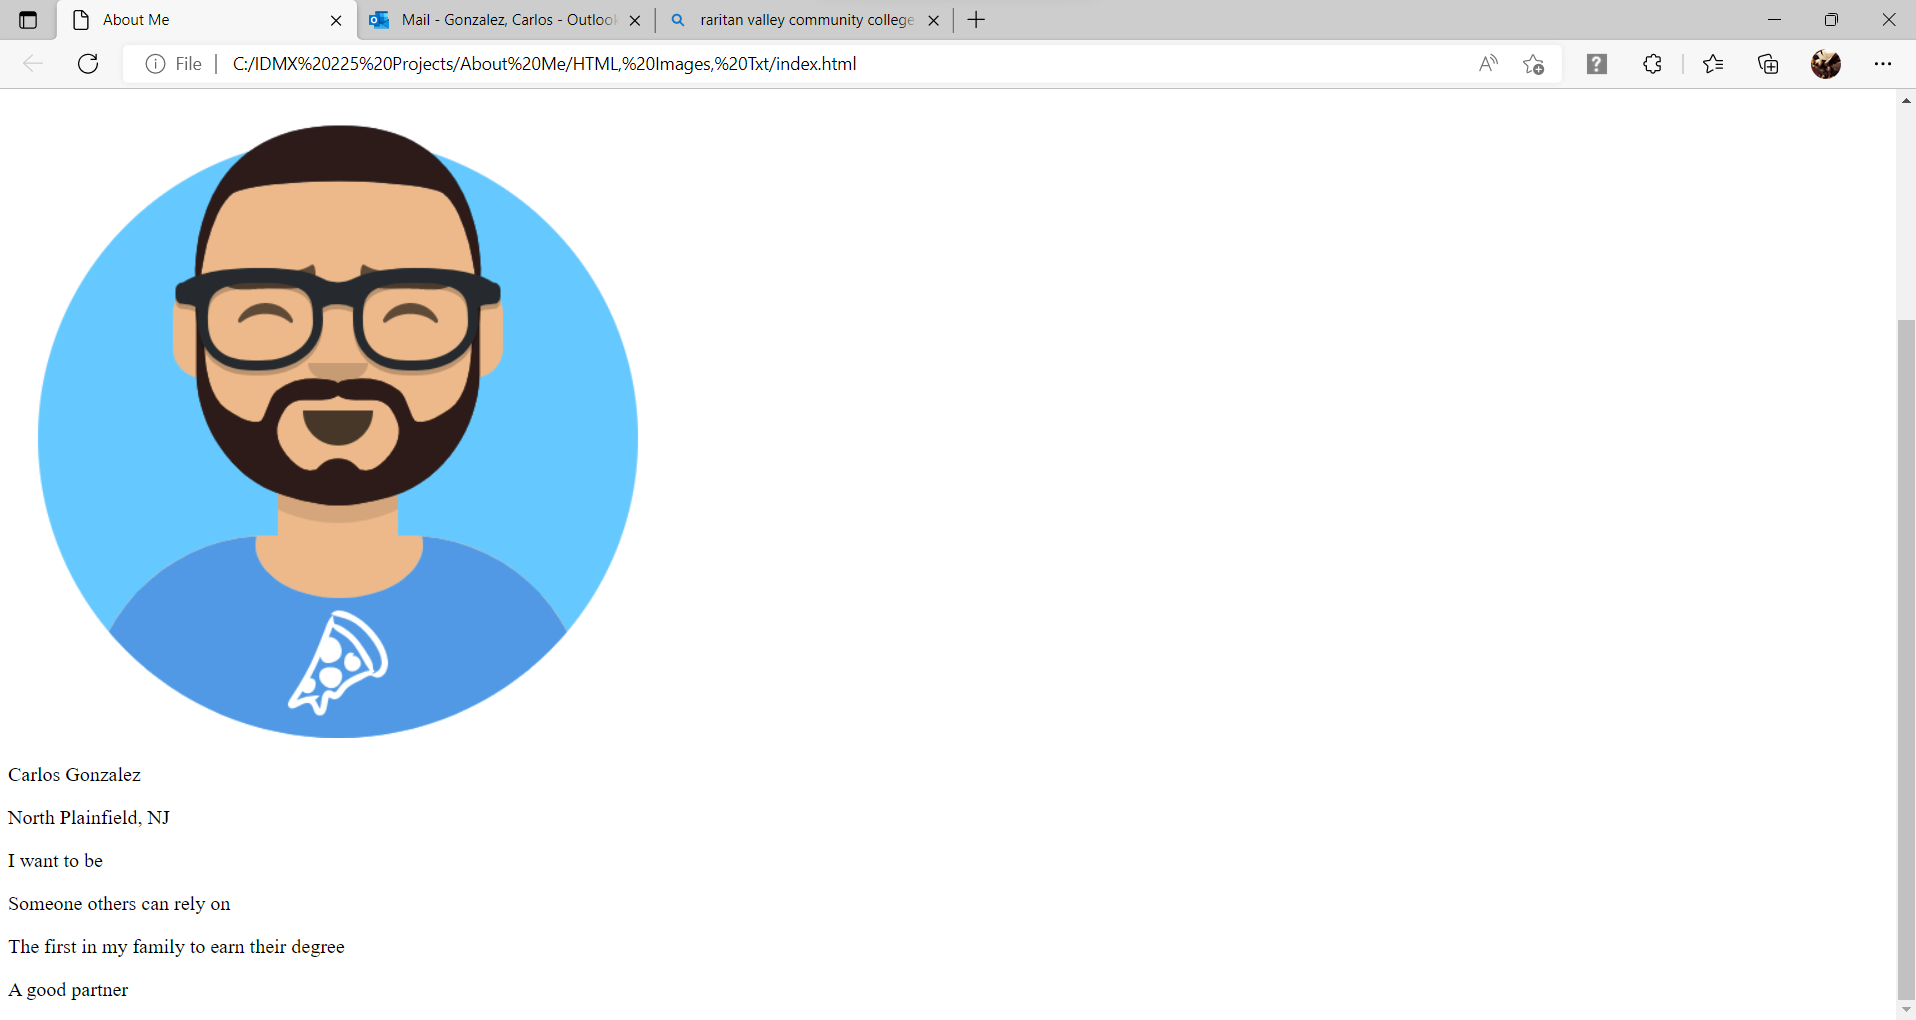 About Me
Mail - Gonzalez, Carlos - Outloo
raritan valley community college
File
C:/IDMX%20225%20Projects/About%20Me/HTML,%20Images,%20Txt/index.html
Carlos Gonzalez
North Plainfield, NJ
I want to be
Someone others can rely on
The first in my family to earn their degree
A good partner